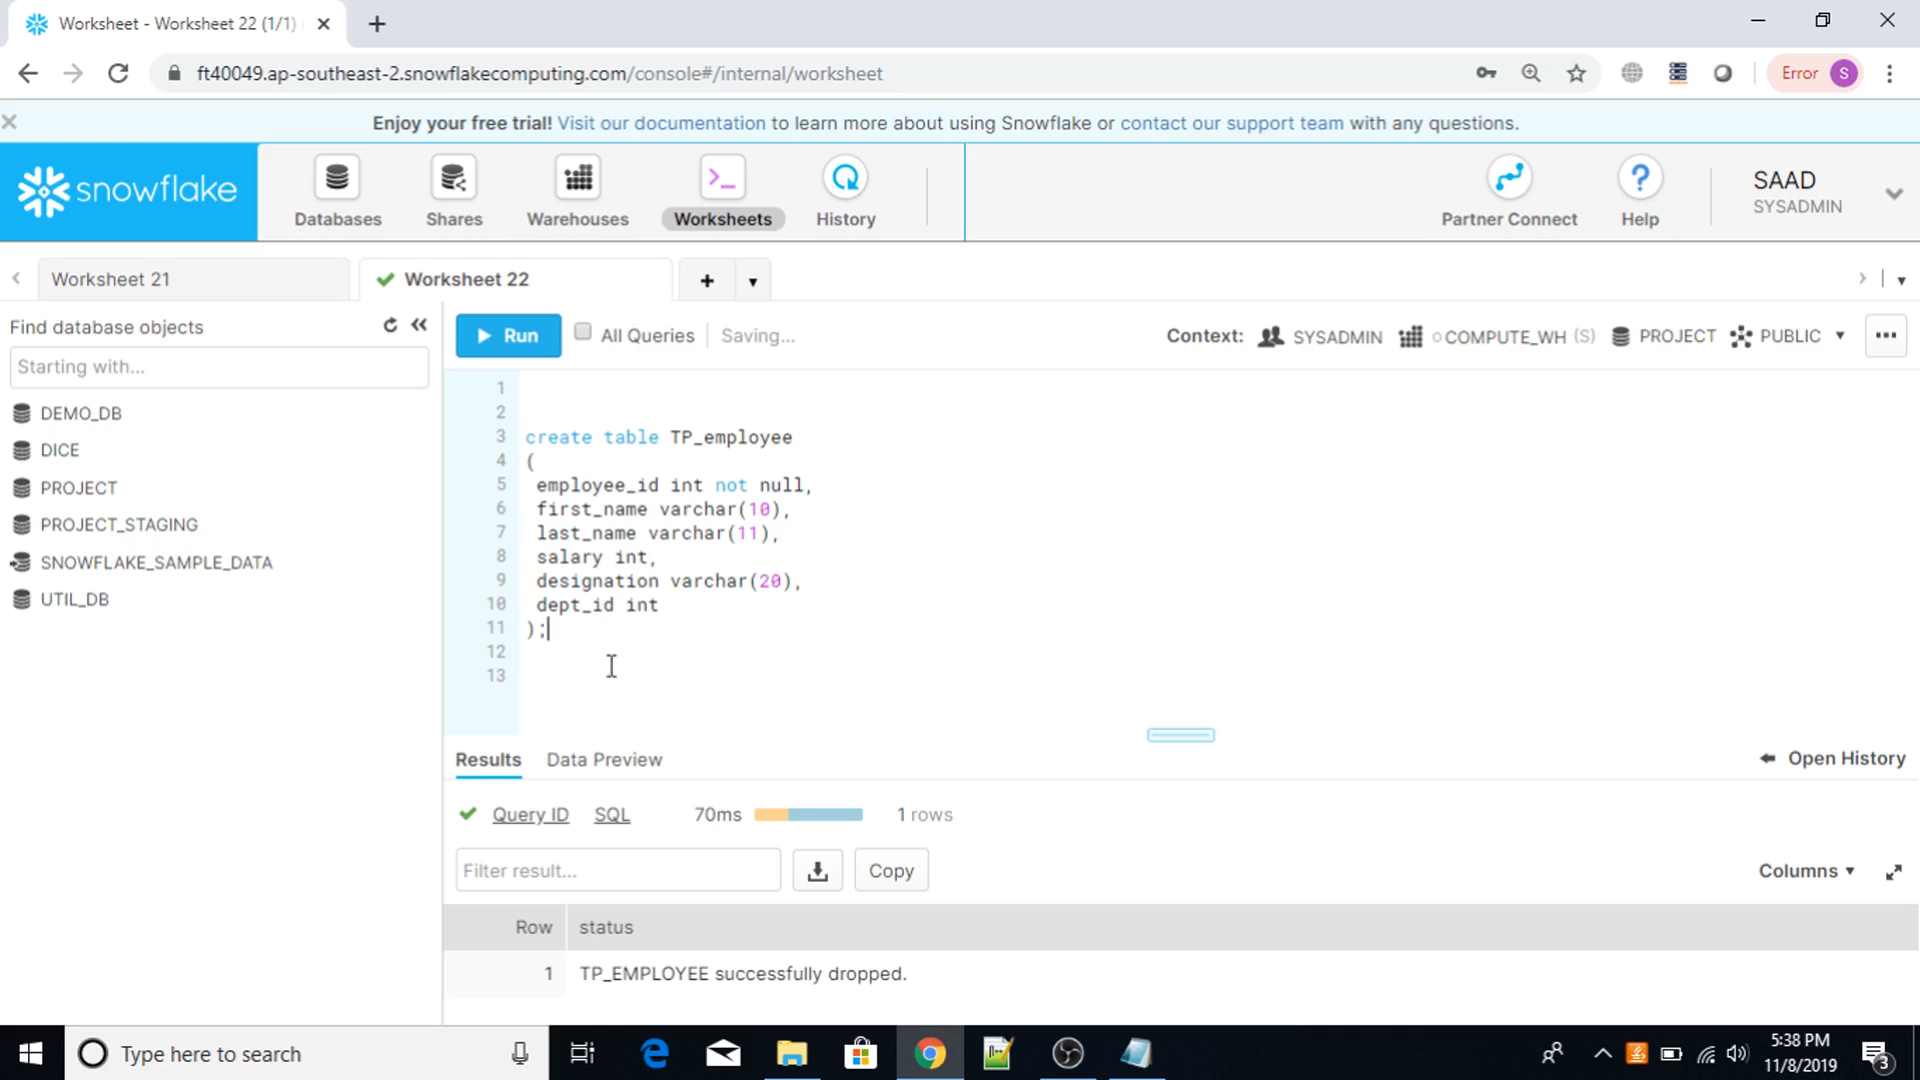 Worksheet - Worksheet 22 (1/1)
ft40049.ap-southeast-2.snowflakecomputing.com/console#/internal/worksheet
Error S
Enjoy your free trial! Visit our documentation to learn more about using Snowflake or contact our support team with any questions.
snowflake
Databases
Shares
Warehouses
Worksheets
History
Partner Connect
Help
SAAD
SYSADMIN
Worksheet 21
Worksheet 22
Find database objects
Starting with...
DEMO_DB
DICE
PROJECT
PROJECT_STAGING
SNOWFLAKE_SAMPLE_DATA
UTIL_DB
Run
All Queries
Saving...
Context: SYSADMIN COMPUTE_WH (S) PROJECT PUBLIC
1
2
3 create table TP_employee
4 (
5 employee_id int not null,
6 first_name varchar(10),
7 last_name varchar(11),
8 salary int,
9 designation varchar(20),
10 dept_id int
11 );
12
13
Results Data Preview
Open History
Query ID SQL 70ms 1 rows
Filter result...
Copy
Columns
Row status
1 TP_EMPLOYEE successfully dropped.
Type here to search
5:38 PM
11/8/2019
3